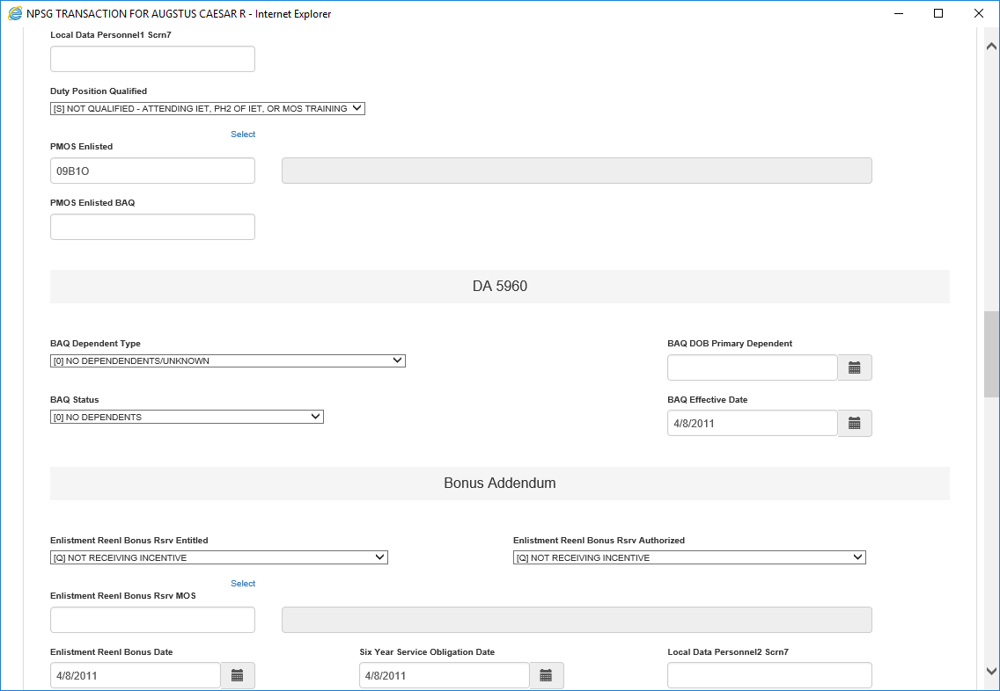 NPSG TRANSACTION FOR AUGSTUS CAESAR R - Internet Explorer
Local Data Personnel1 Scrn7
Duty Position Qualified
[S] NOT QUALIFIED - ATTENDING IET, PH2 OF IET, OR MOS TRAINING
Select
PMOS Enlisted
09B1O
PMOS Enlisted BAQ
DA 5960
BAQ Dependent Type
BAQ DOB Primary Dependent
[0] NO DEPENDENDENTS/UNKNOWN
BAQ Status
BAQ Effective Date
[0] NO DEPENDENTS
4/8/2011
Bonus Addendum
Enlistment Reenl Bonus Rsrv Entitled
Enlistment Reenl Bonus Rsrv Authorized
[Q] NOT RECEIVING INCENTIVE
[Q] NOT RECEIVING INCENTIVE
Select
Enlistment Reenl Bonus Rsrv MOS
Enlistment Reenl Bonus Date
Six Year Service Obligation Date
Local Data Personnel2 Scrn7
4/8/2011
4/8/2011